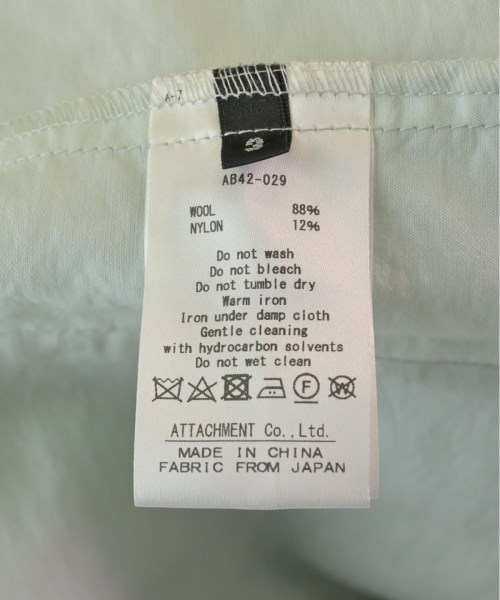 3
AB42-029
WOOL 88%
NYLON 12%
Do not wash
Do not bleach
Do not tumble dry
Warm iron
Iron under damp cloth
Gentle cleaning
with hydrocarbon solvents
Do not wet clean
F W
ATTACHMENT Co.,Ltd.
MADE IN CHINA
FABRIC FROM JAPAN